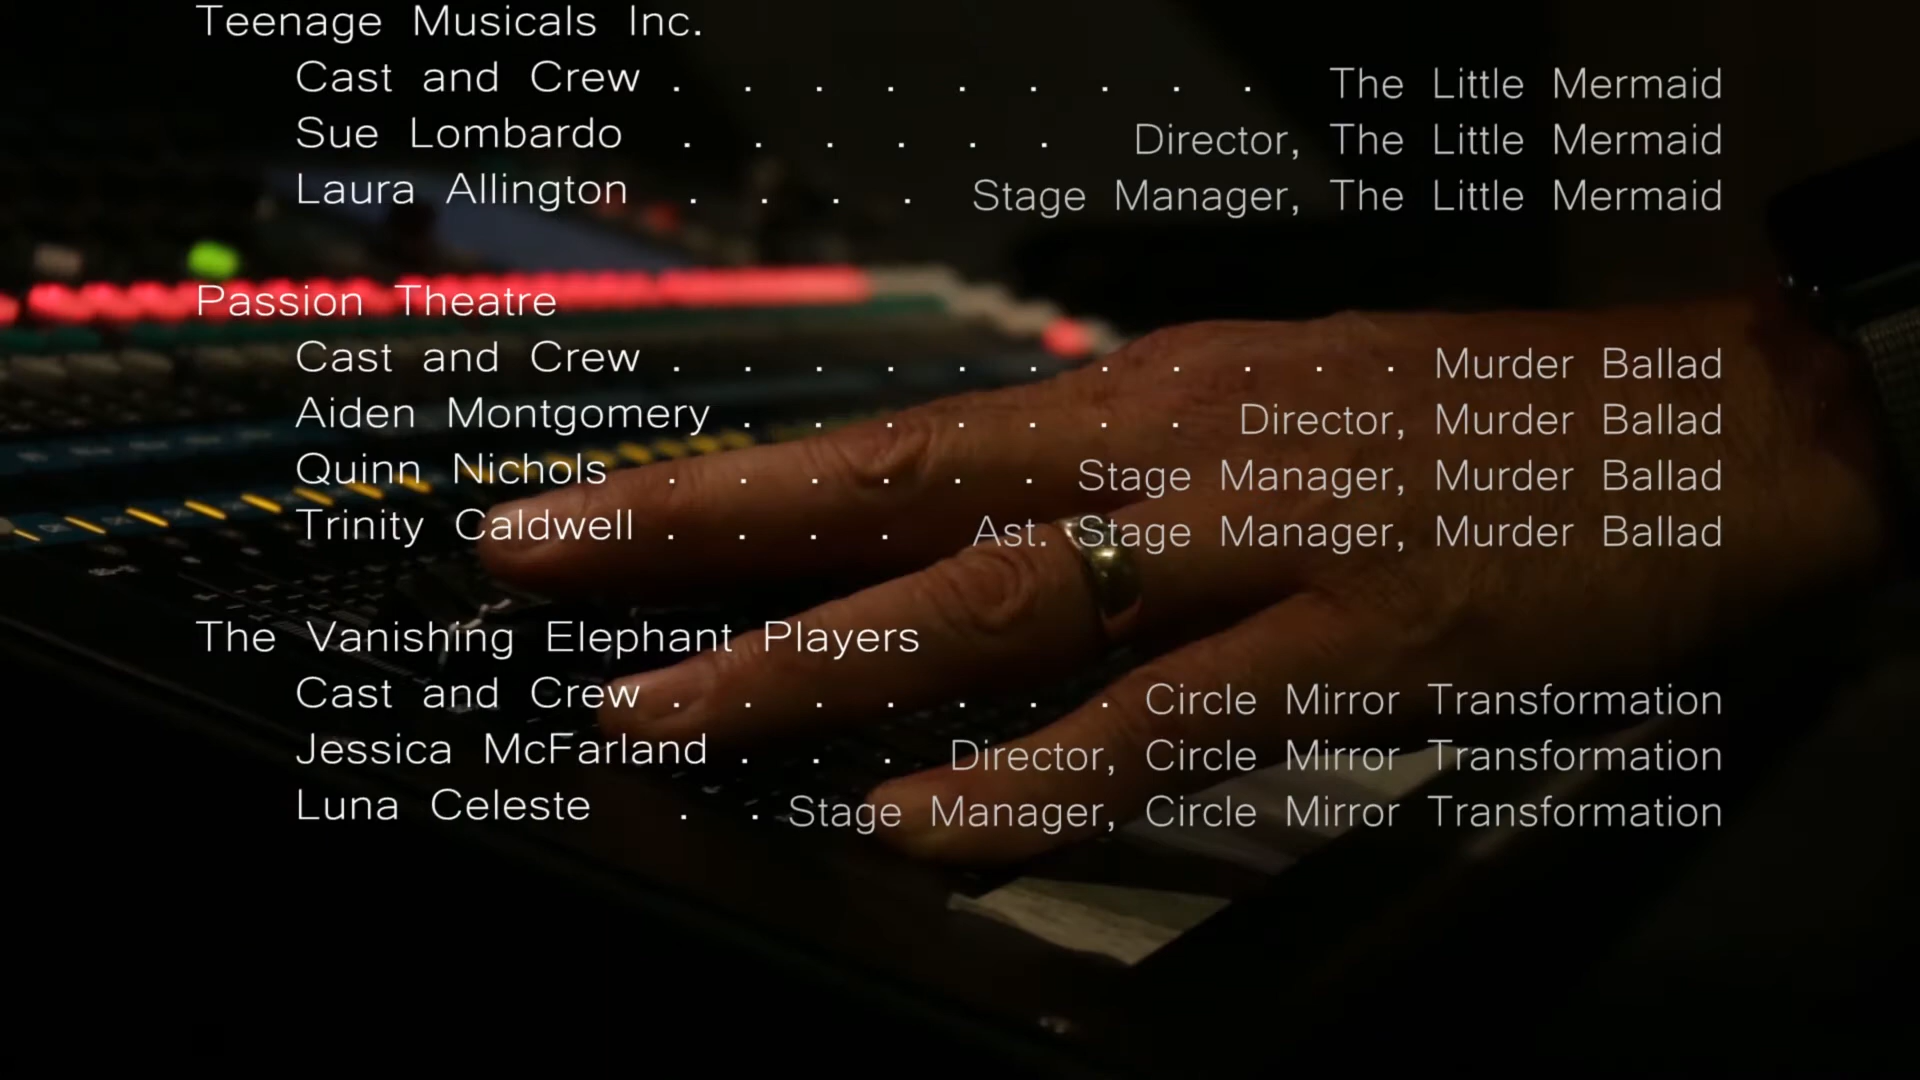 Teenage Musicals Inc.
Cast and Crew . . . . . . . . . The Little Mermaid
Sue Lombardo . . . . . . Director, The Little Mermaid
Laura Allington . . . . Stage Manager, The Little Mermaid
Passion Theatre
Cast and Crew . . . . . . . . . . . Murder Ballad
Aiden Montgomery . . . . . . . Director, Murder Ballad
Quinn Nichols . . . . . . Stage Manager, Murder Ballad
Trinity Caldwell . . . . Ast. Stage Manager, Murder Ballad
The Vanishing Elephant Players
Cast and Crew . . . . . . . Circle Mirror Transformation
Jessica McFarland . . . Director, Circle Mirror Transformation
Luna Celeste . . Stage Manager, Circle Mirror Transformation